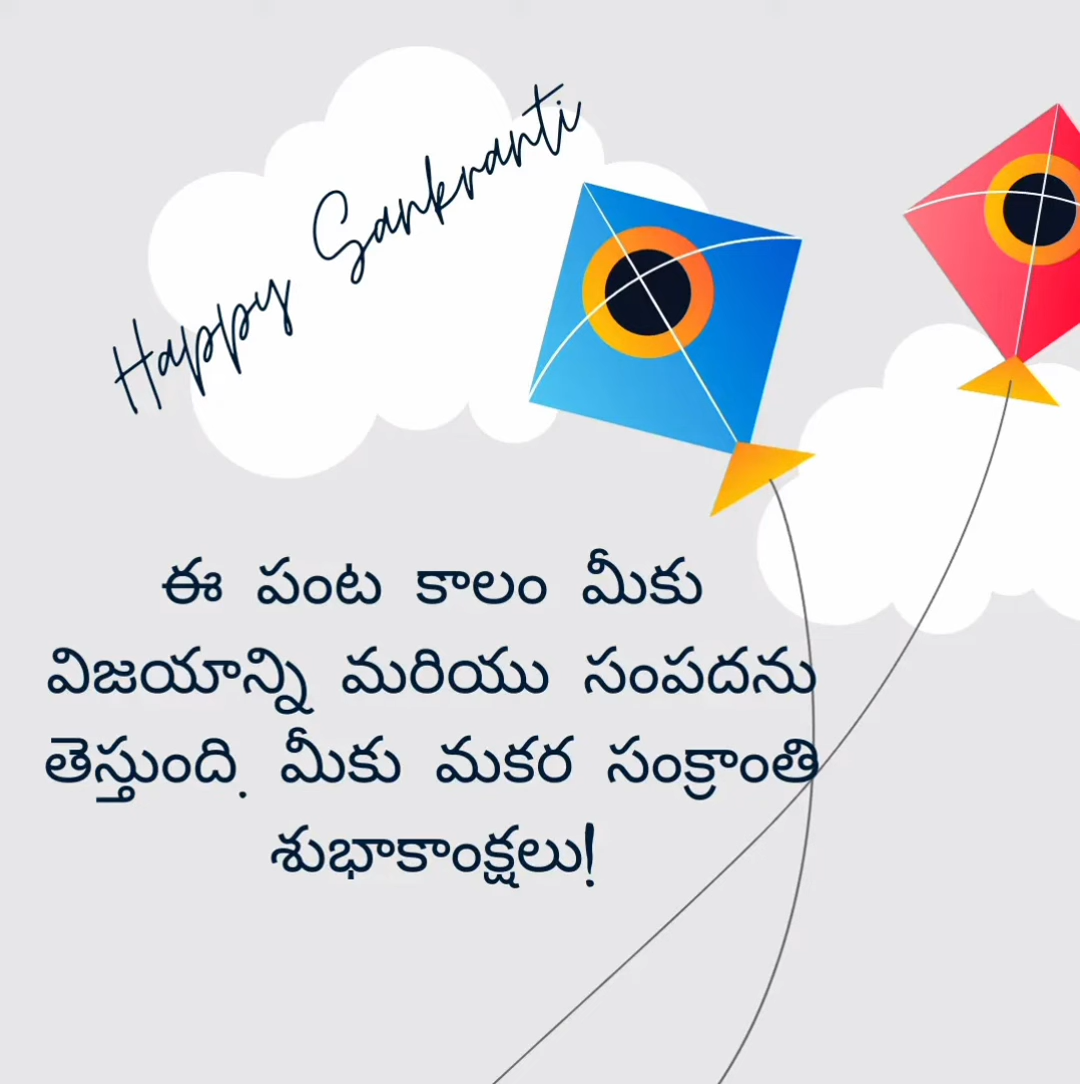 Happy Sankranti
ఈ పంట కాలం మీకు
విజయాన్ని మరియు సంపదను
తెస్తుంది. మీకు మకర సంక్రాంతి
శుభాకాంక్షలు!